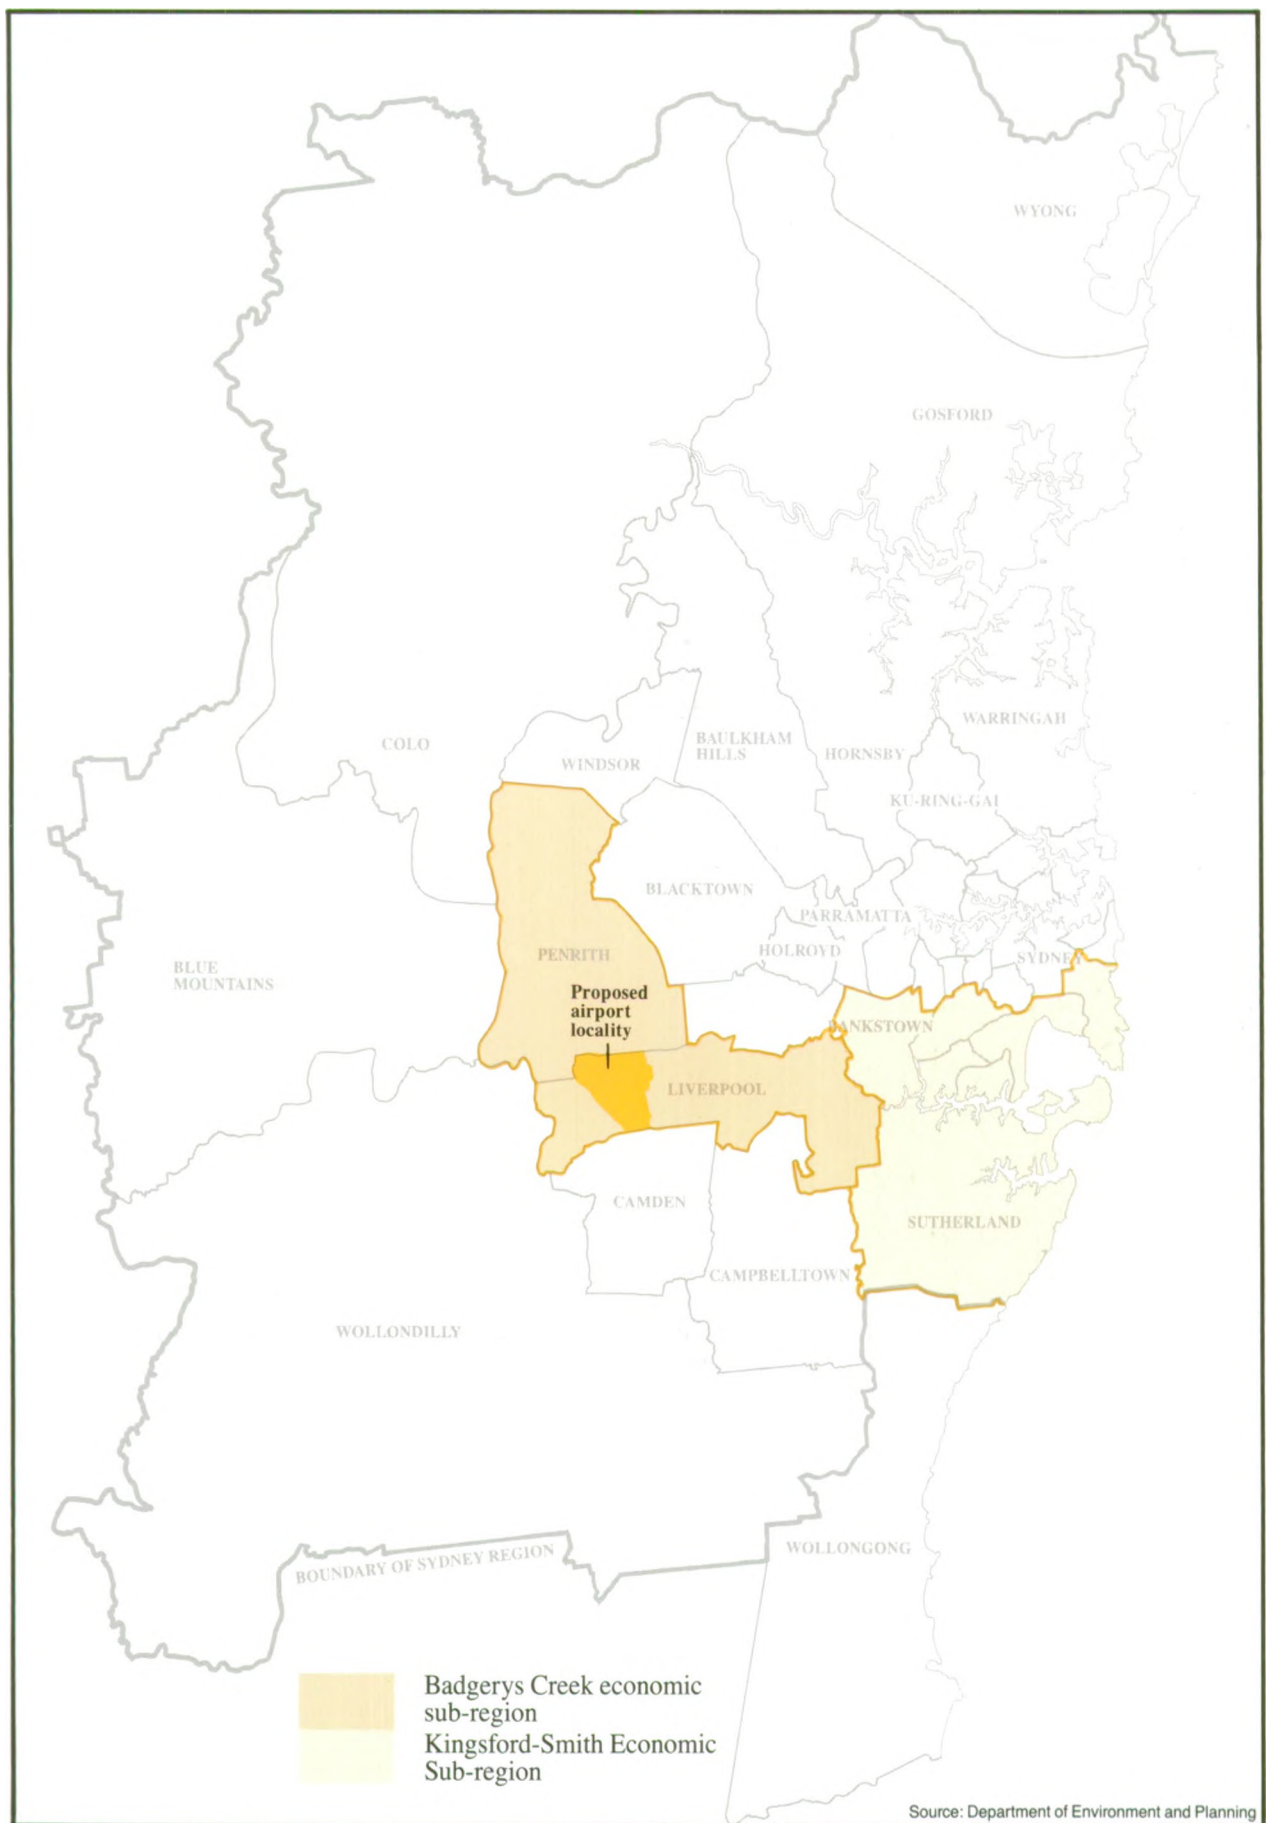 WYONG
GOSFORD
WARRINGAH
COLO
BAULKHAM
HILLS
HORNSBY
WINDSOR
KU-RING-GAI
BLACKTOWN
PARRAMATTA
HOLROYD
PENRITH
SYDNEY
BLUE
MOUNTAINS
Proposed
airport
locality
BANKSTOWN
LIVERPOOL
CAMDEN
SUTHERLAND
CAMPBELLTOWN
WOLLONDILLY
WOLLONGONG
BOUNDARY OF SYDNEY REGION
Badgerys Creek economic
sub-region
Kingsford-Smith Economic
Sub-region
Source: Department of Environment and Planning